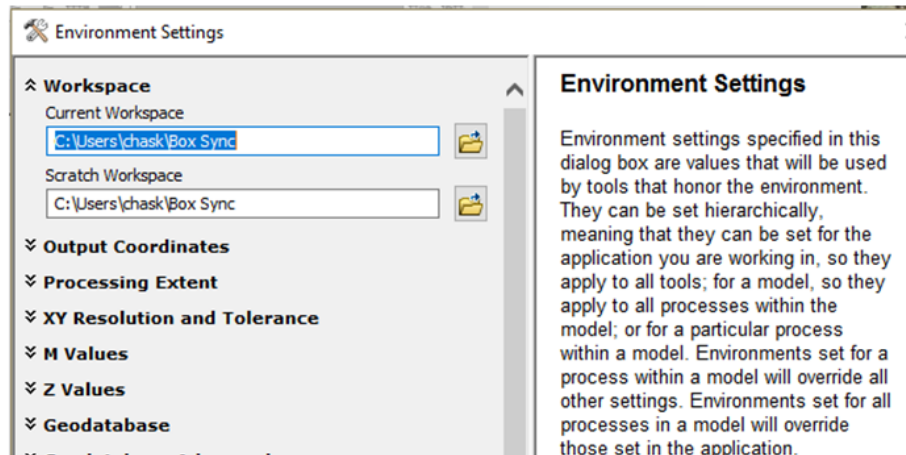 Environment Settings
Workspace
Current Workspace
C:\Users\chask\Box Sync
Scratch Workspace
C:\Users\chask\Box Sync
Output Coordinates
Processing Extent
XY Resolution and Tolerance
M Values
Z Values
Geodatabase
Environment Settings
Environment settings specified in this
dialog box are values that will be used
by tools that honor the environment.
They can be set hierarchically,
meaning that they can be set for the
application you are working in, so they
apply to all tools; for a model, so they
apply to all processes within the
model; or for a particular process
within a model. Environments set for a
process within a model will override all
other settings. Environments set for all
processes in a model will override
those set in the application.